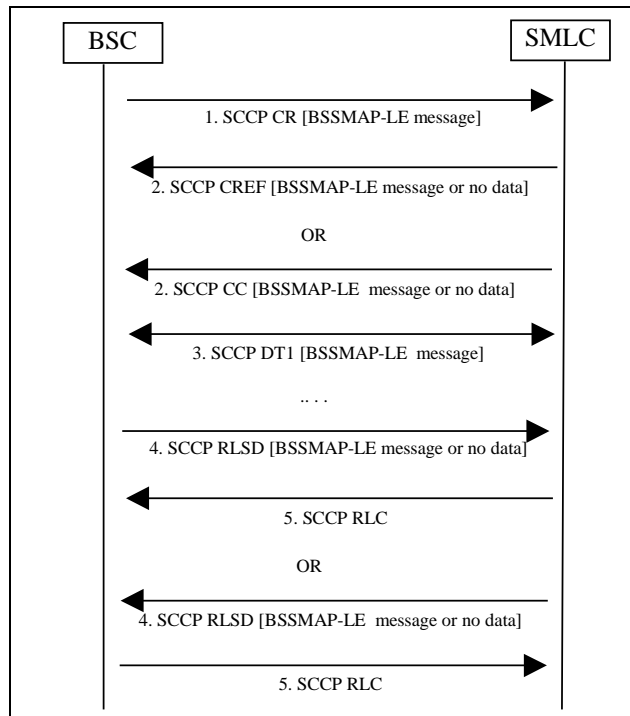 BSC
SMLC
1. SCCP CR [BSSMAP-LE message]
2. SCCP CREF [BSSMAP-LE message or no data]
OR
2. SCCP CC [BSSMAP-LE message or no data]
3. SCCP DT1 [BSSMAP-LE message]
.. . .
4. SCCP RLSD [BSSMAP-LE message or no data]
5. SCCP RLC
OR
4. SCCP RLSD [BSSMAP-LE message or no data]
5. SCCP RLC